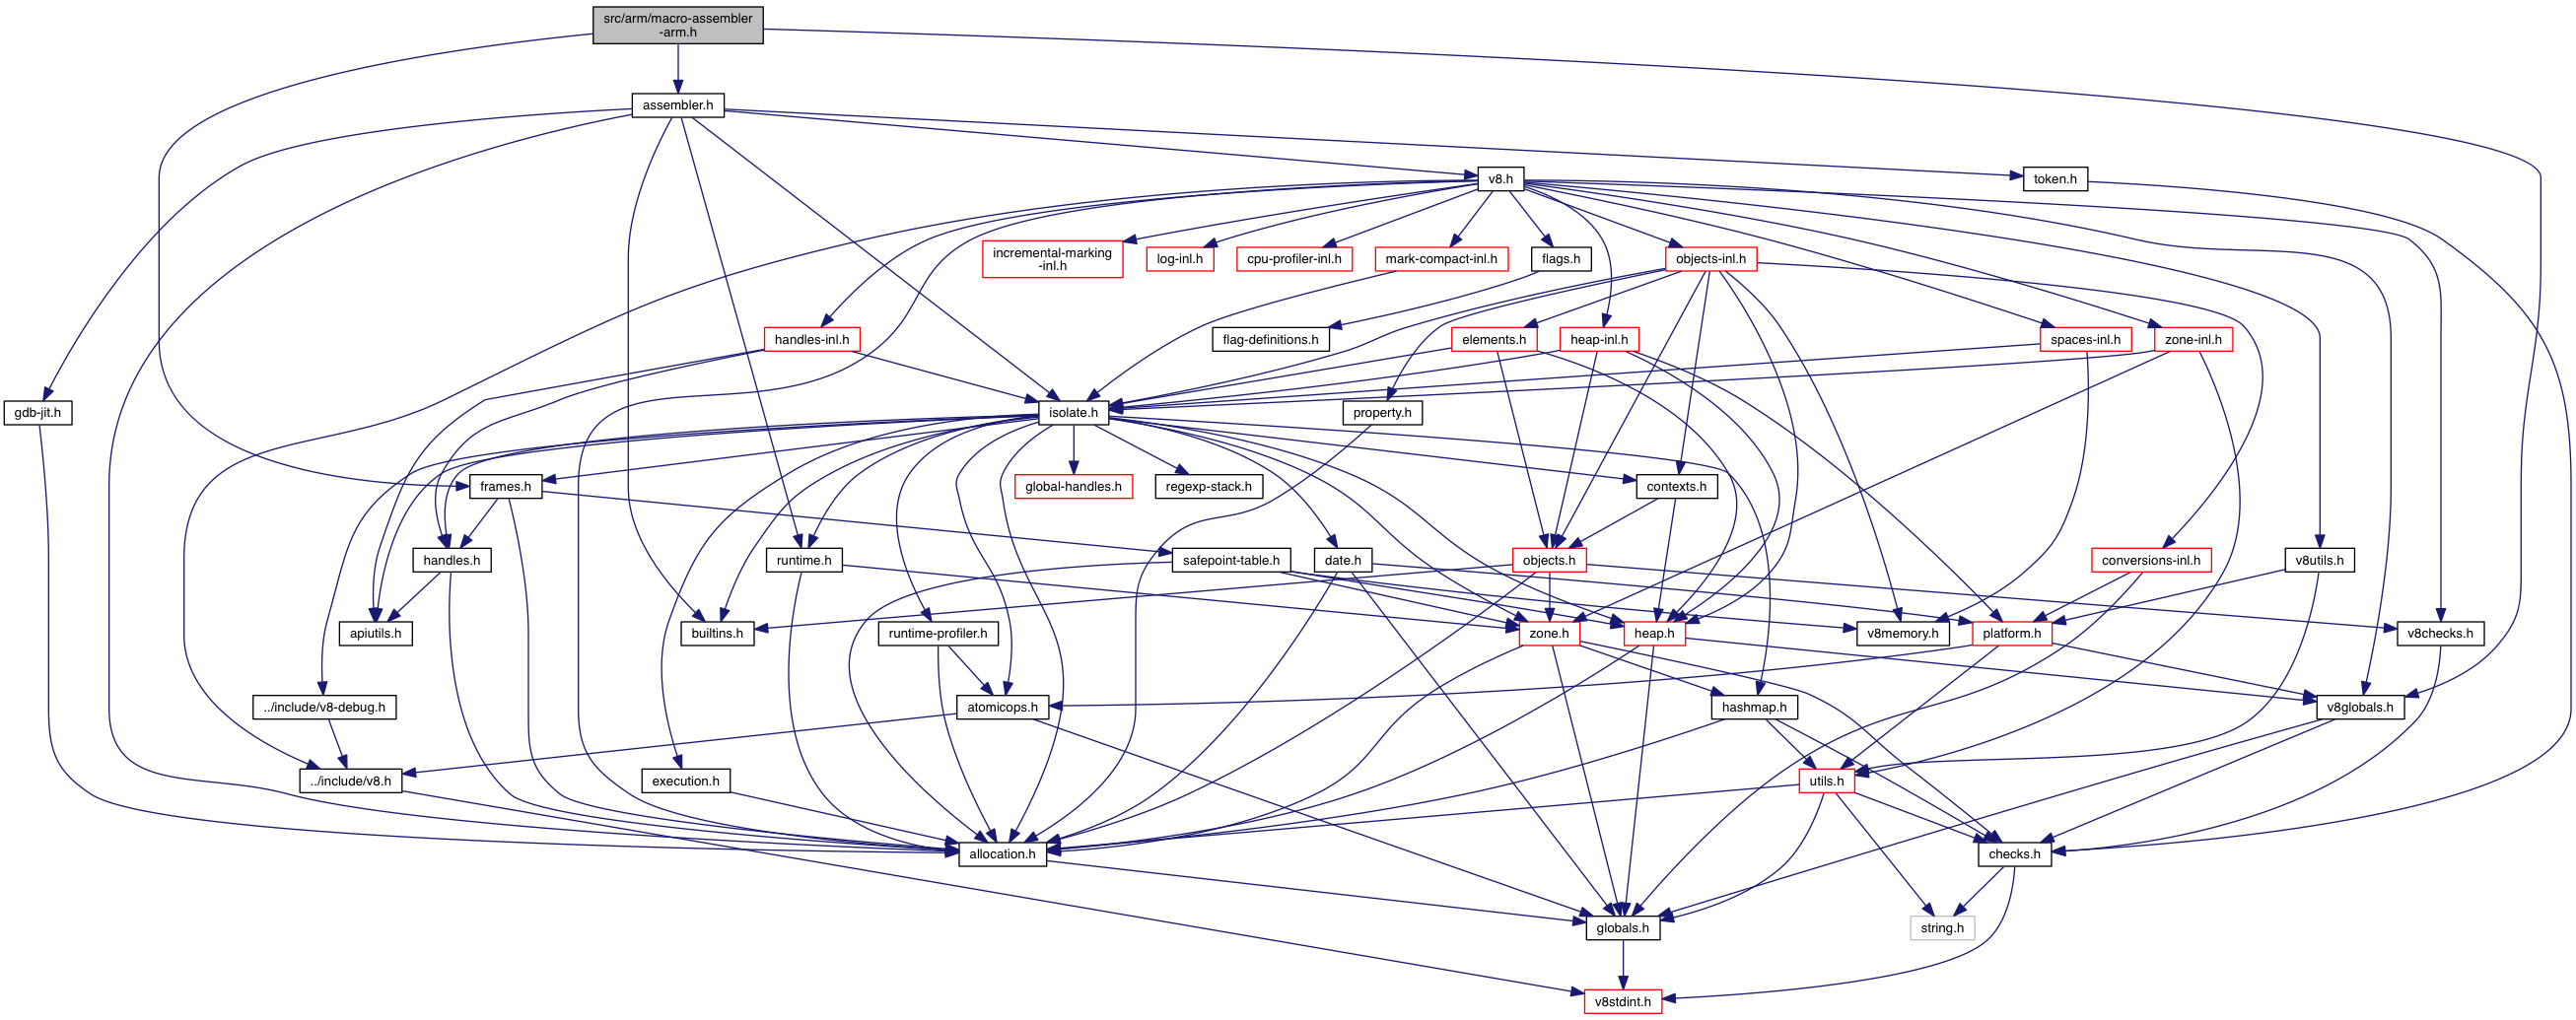 src/arm/macro-assembler
-arm.h
assembler.h
v8.h
token.h
incremental-marking
-inl.h
log-inl.h
cpu-profiler-inl.h
mark-compact-inl.h
flags.h
objects-inl.h
handles-inl.h
flag-definitions.h
elements.h
heap-inl.h
spaces-inl.h
zone-inl.h
gdb-jit.h
isolate.h
property.h
frames.h
global-handles.h
regexp-stack.h
contexts.h
handles.h
runtime.h
safepoint-table.h
date.h
objects.h
conversions-inl.h
v8utils.h
apiutils.h
builtins.h
runtime-profiler.h
zone.h
heap.h
v8memory.h
platform.h
v8checks.h
../include/v8-debug.h
atomicops.h
hashmap.h
v8globals.h
../include/v8.h
execution.h
utils.h
allocation.h
checks.h
globals.h
string.h
v8stdint.h